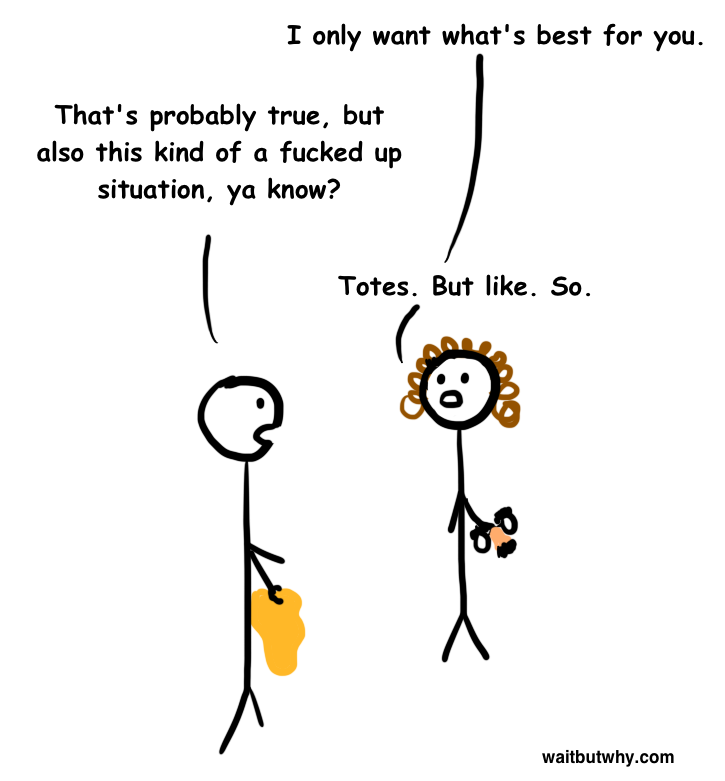 I only want what's best for you.
That's probably true, but
also this kind of a fucked up
situation, ya know?
Totes. But like. So.
waitbutwhy.com